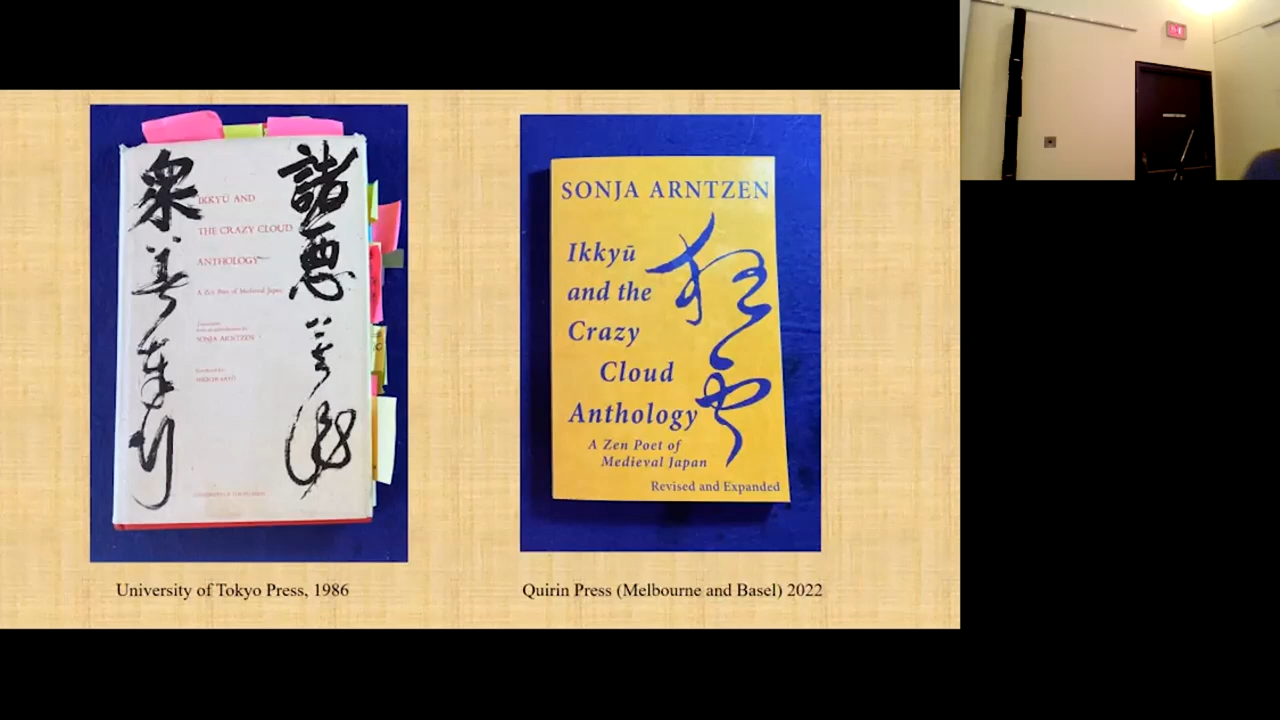 諸惡莫作
衆善奉行
IKKYŪ AND
THE CRAZY CLOUD
ANTHOLOGY
A Zen Poet of Medieval Japan
SONJA ARNTZEN
University of Tokyo Press, 1986
SONJA ARNTZEN
Ikkyū
and the
Crazy
Cloud
Anthology
狂雲
A Zen Poet of
Medieval Japan
Revised and Expanded
Quirin Press (Melbourne and Basel) 2022